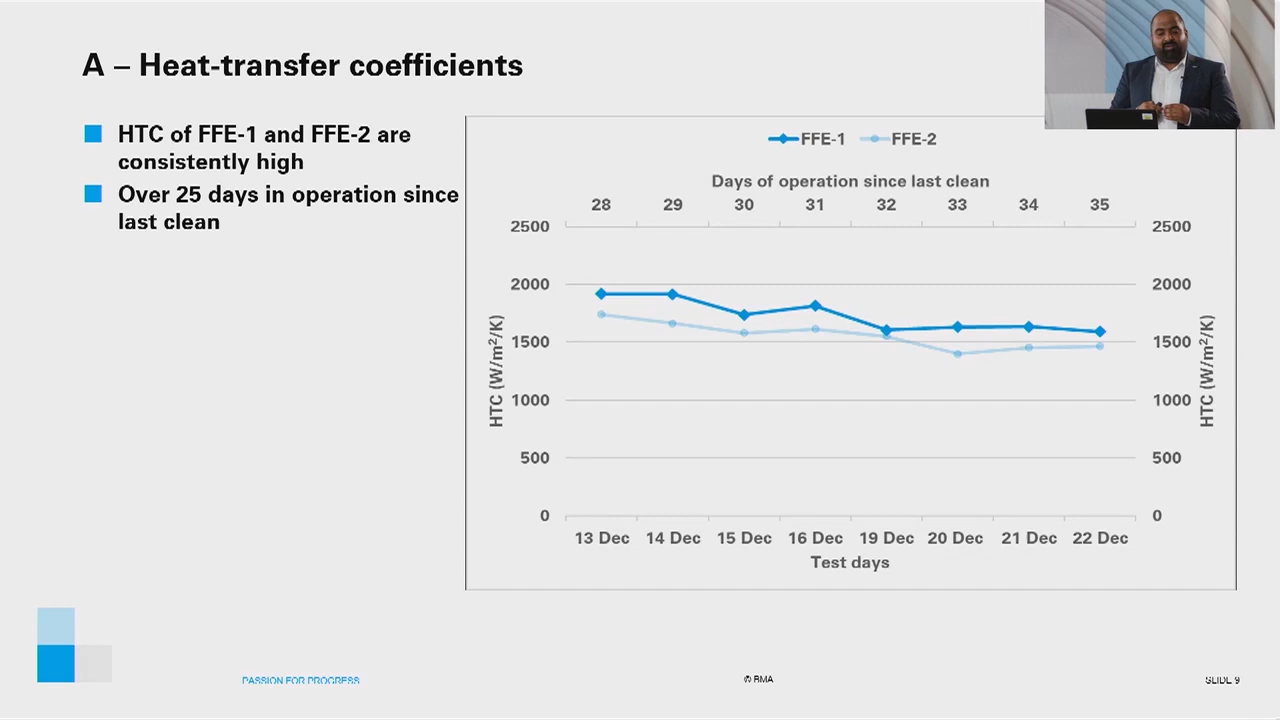 A – Heat-transfer coefficients
HTC of FFE-1 and FFE-2 are
consistently high
Over 25 days in operation since
last clean
FFE-1 FFE-2
Days of operation since last clean
28 29 30 31 32 33 34 35
2500 2500
2000 2000
1500 1500
1000 1000
500 500
0 0
HTC (W/m²/K)
HTC (W/m²/K)
13 Dec 14 Dec 15 Dec 16 Dec 19 Dec 20 Dec 21 Dec 22 Dec
Test days
PASSION FOR PROGRESS
© BMA
SLIDE 9